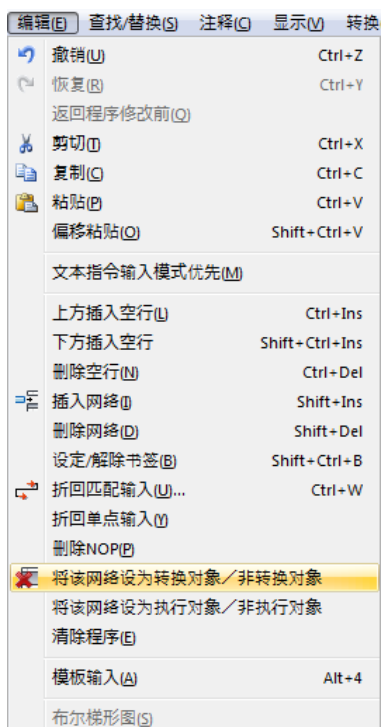 编辑(E) 查找/替换(S) 注释(C) 显示(V) 转换
撤销(U) Ctrl+Z
恢复(R) Ctrl+Y
返回程序修改前(O)
剪切(T) Ctrl+X
复制(C) Ctrl+C
粘贴(P) Ctrl+V
偏移粘贴(O) Shift+Ctrl+V
文本指令输入模式优先(M)
上方插入空行(L) Ctrl+Ins
下方插入空行 Shift+Ctrl+Ins
删除空行(N) Ctrl+Del
插入网络(I) Shift+Ins
删除网络(D) Shift+Del
设定/解除书签(B) Shift+Ctrl+B
折回匹配输入(U)... Ctrl+W
折回单点输入(Y)
删除NOP(P)
将该网络设为转换对象／非转换对象
将该网络设为执行对象／非执行对象
清除程序(E)
模板输入(A) Alt+4
布尔梯形图(S)